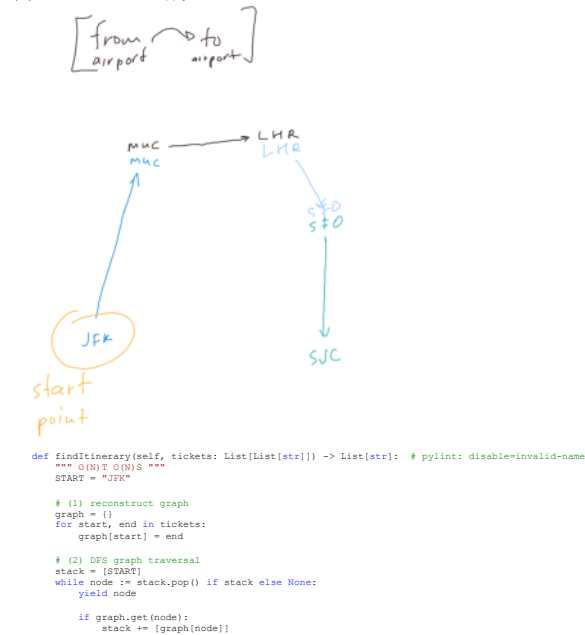 from to
airport airport
MUC LHR
MUC LHR
SFO
SFO
JFK
SJC
start
point
def findItinerary(self, tickets: List[List[str]]) -> List[str]:  # pylint: disable=invalid-name
    """ O(N)T O(N)S """
    START = "JFK"
    # (1) reconstruct graph
    graph = {}
    for start, end in tickets:
        graph[start] = end
    # (2) DFS graph traversal
    stack = [START]
    while node := stack.pop() if stack else None:
        yield node
        if graph.get(node):
            stack += [graph[node]]